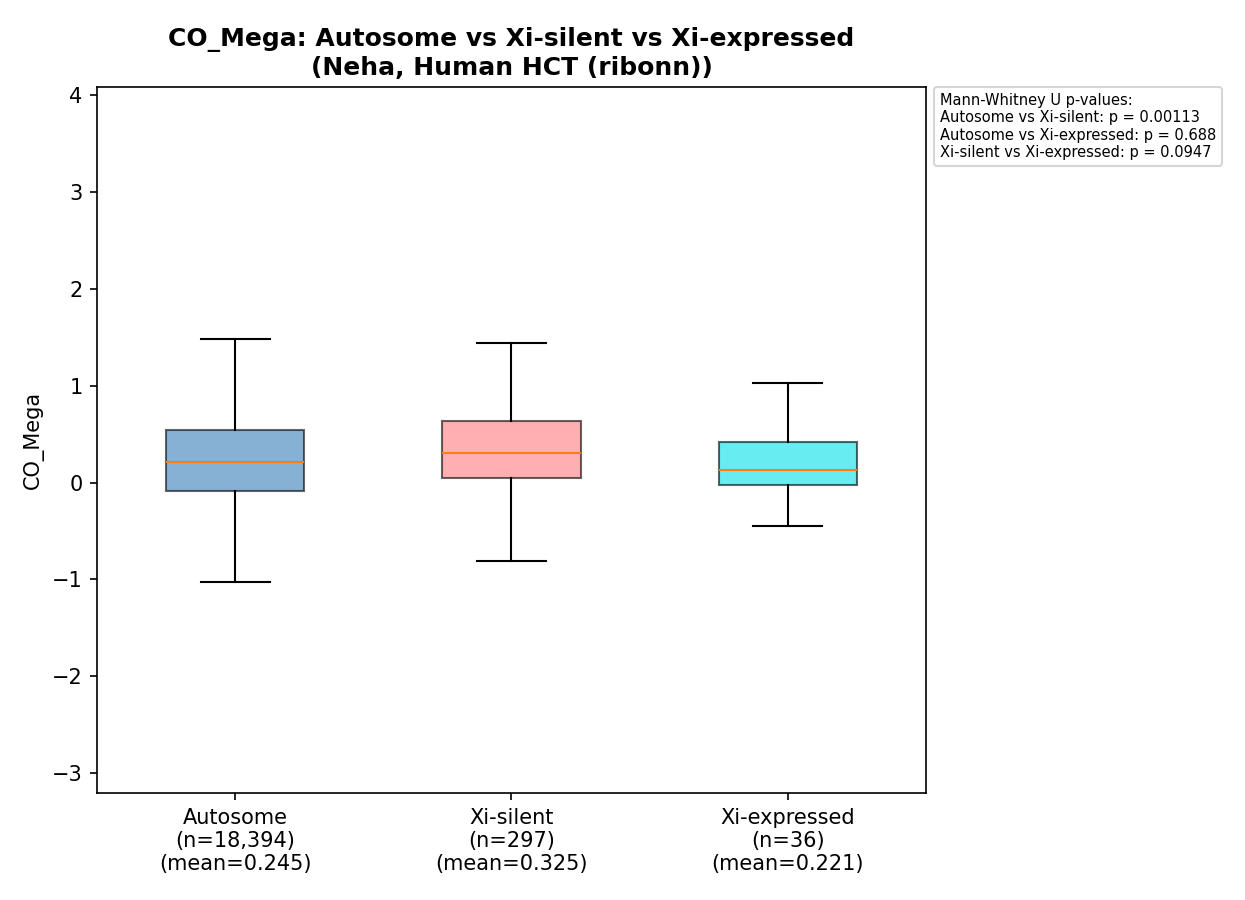 CO_Mega: Autosome vs Xi-silent vs Xi-expressed
(Neha, Human HCT (ribonn))
Mann-Whitney U p-values:
Autosome vs Xi-silent: p = 0.00113
Autosome vs Xi-expressed: p = 0.688
Xi-silent vs Xi-expressed: p = 0.0947
CO_Mega
4
3
2
1
0
−1
−2
−3
Autosome
(n=18,394)
(mean=0.245)
Xi-silent
(n=297)
(mean=0.325)
Xi-expressed
(n=36)
(mean=0.221)